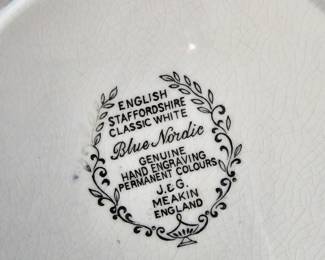 ENGLISH
STAFFORDSHIRE
CLASSIC WHITE
Blue Nordic
GENUINE
HAND ENGRAVING
PERMANENT COLOURS
J.&G.
MEAKIN
ENGLAND